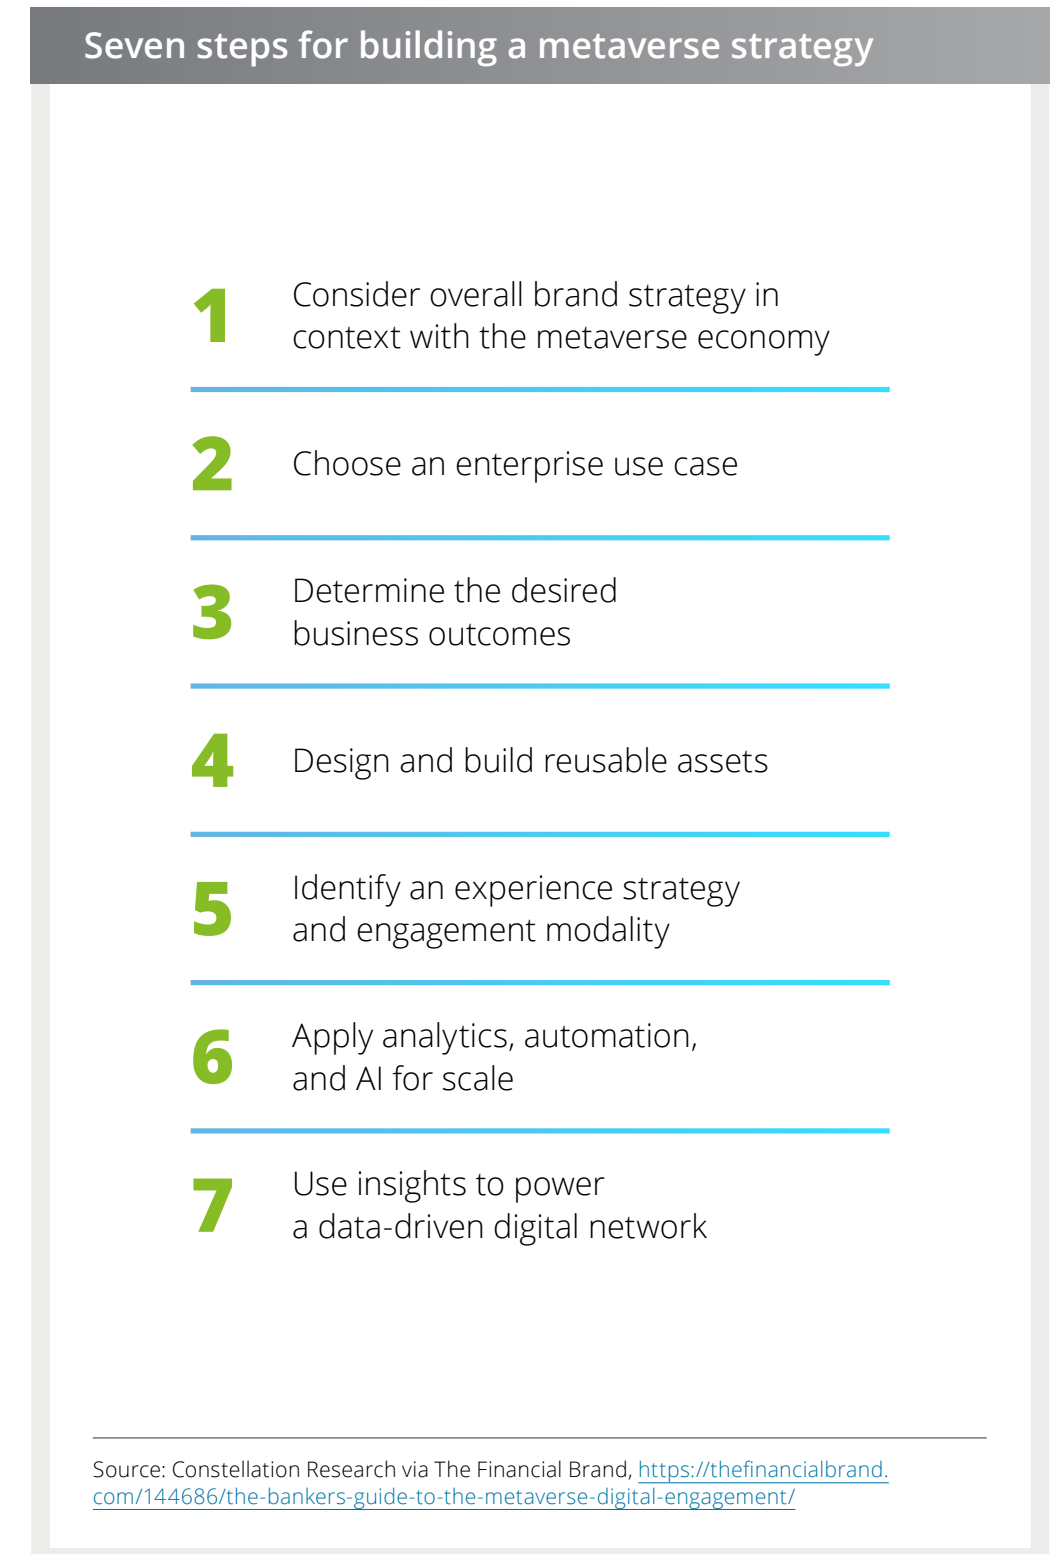 Seven steps for building a metaverse strategy
1
Consider overall brand strategy in
context with the metaverse economy
2
Choose an enterprise use case
3
Determine the desired
business outcomes
4
Design and build reusable assets
5
Identify an experience strategy
and engagement modality
6
Apply analytics, automation,
and AI for scale
7
Use insights to power
a data-driven digital network
Source: Constellation Research via The Financial Brand, https://thefinancialbrand.
com/144686/the-bankers-guide-to-the-metaverse-digital-engagement/